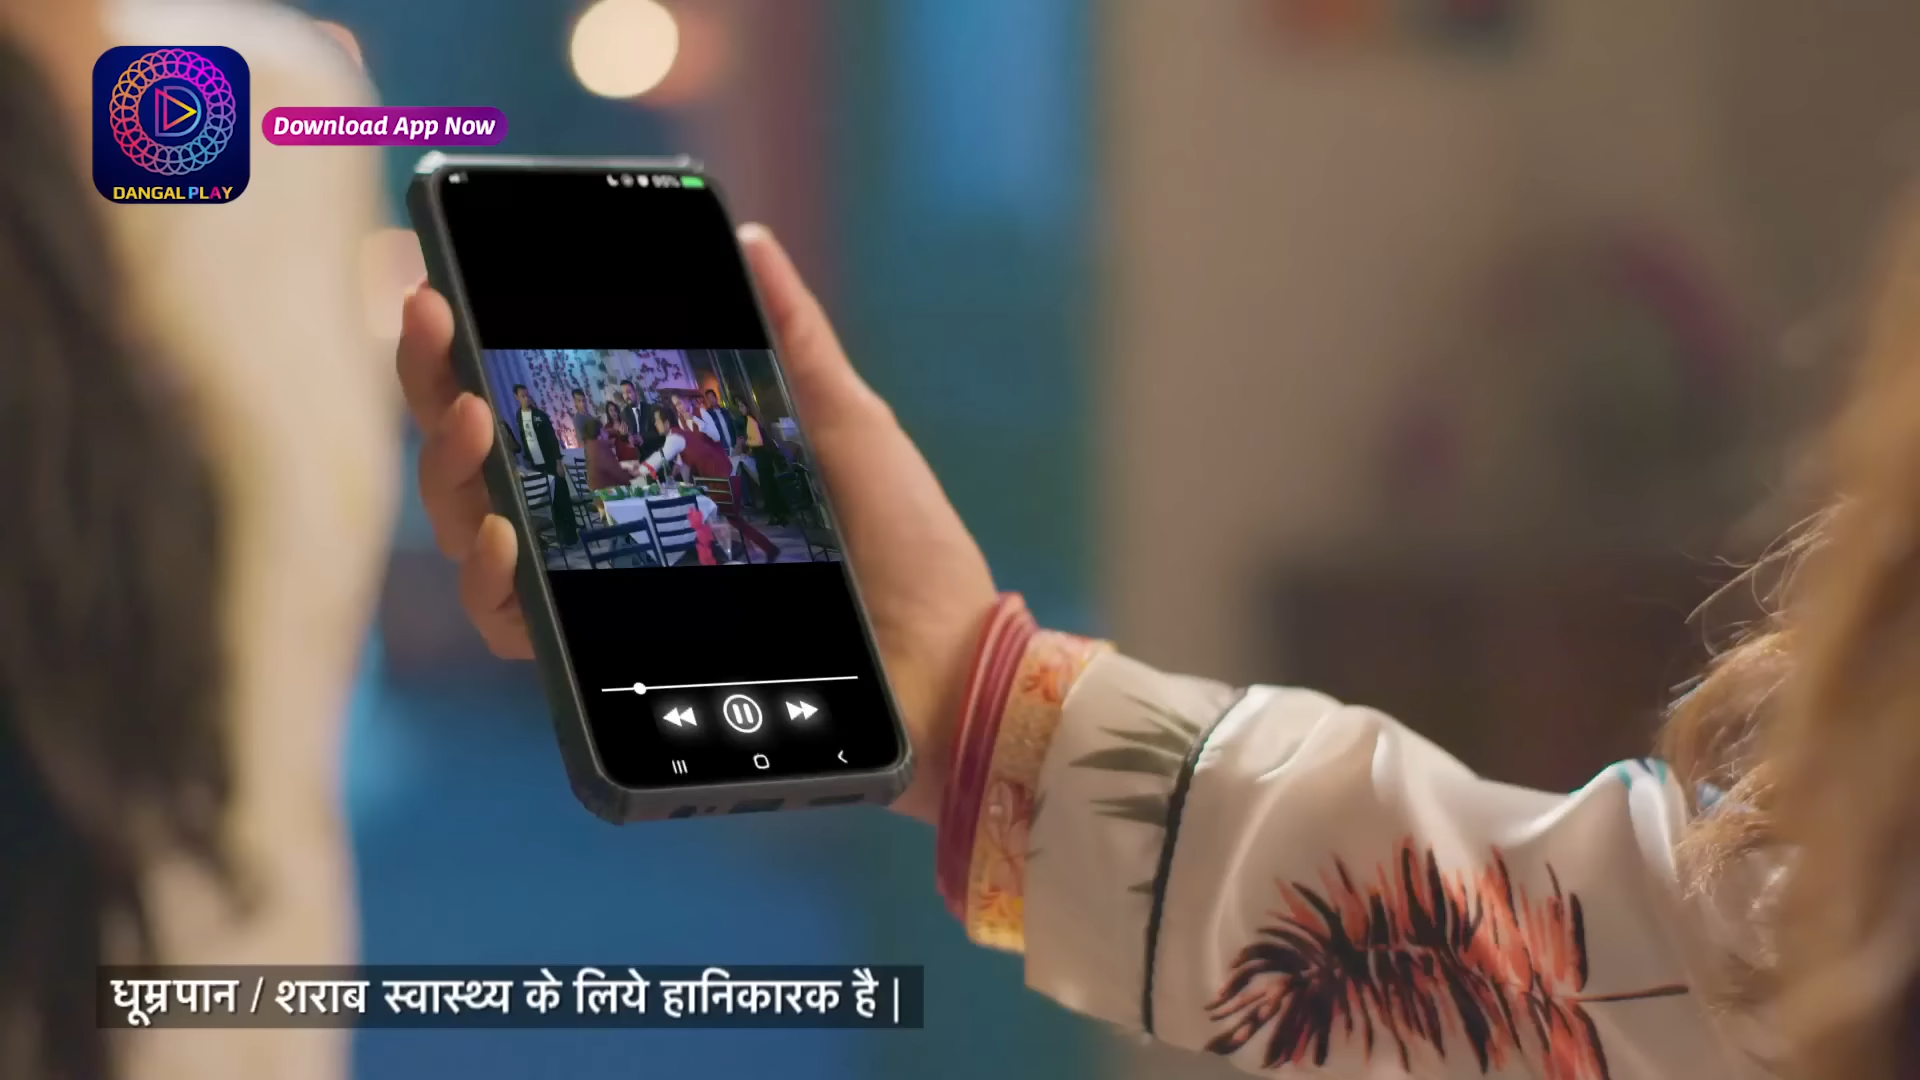 Download App Now
DANGAL PLAY
धूम्रपान / शराब स्वास्थ्य के लिये हानिकारक है |